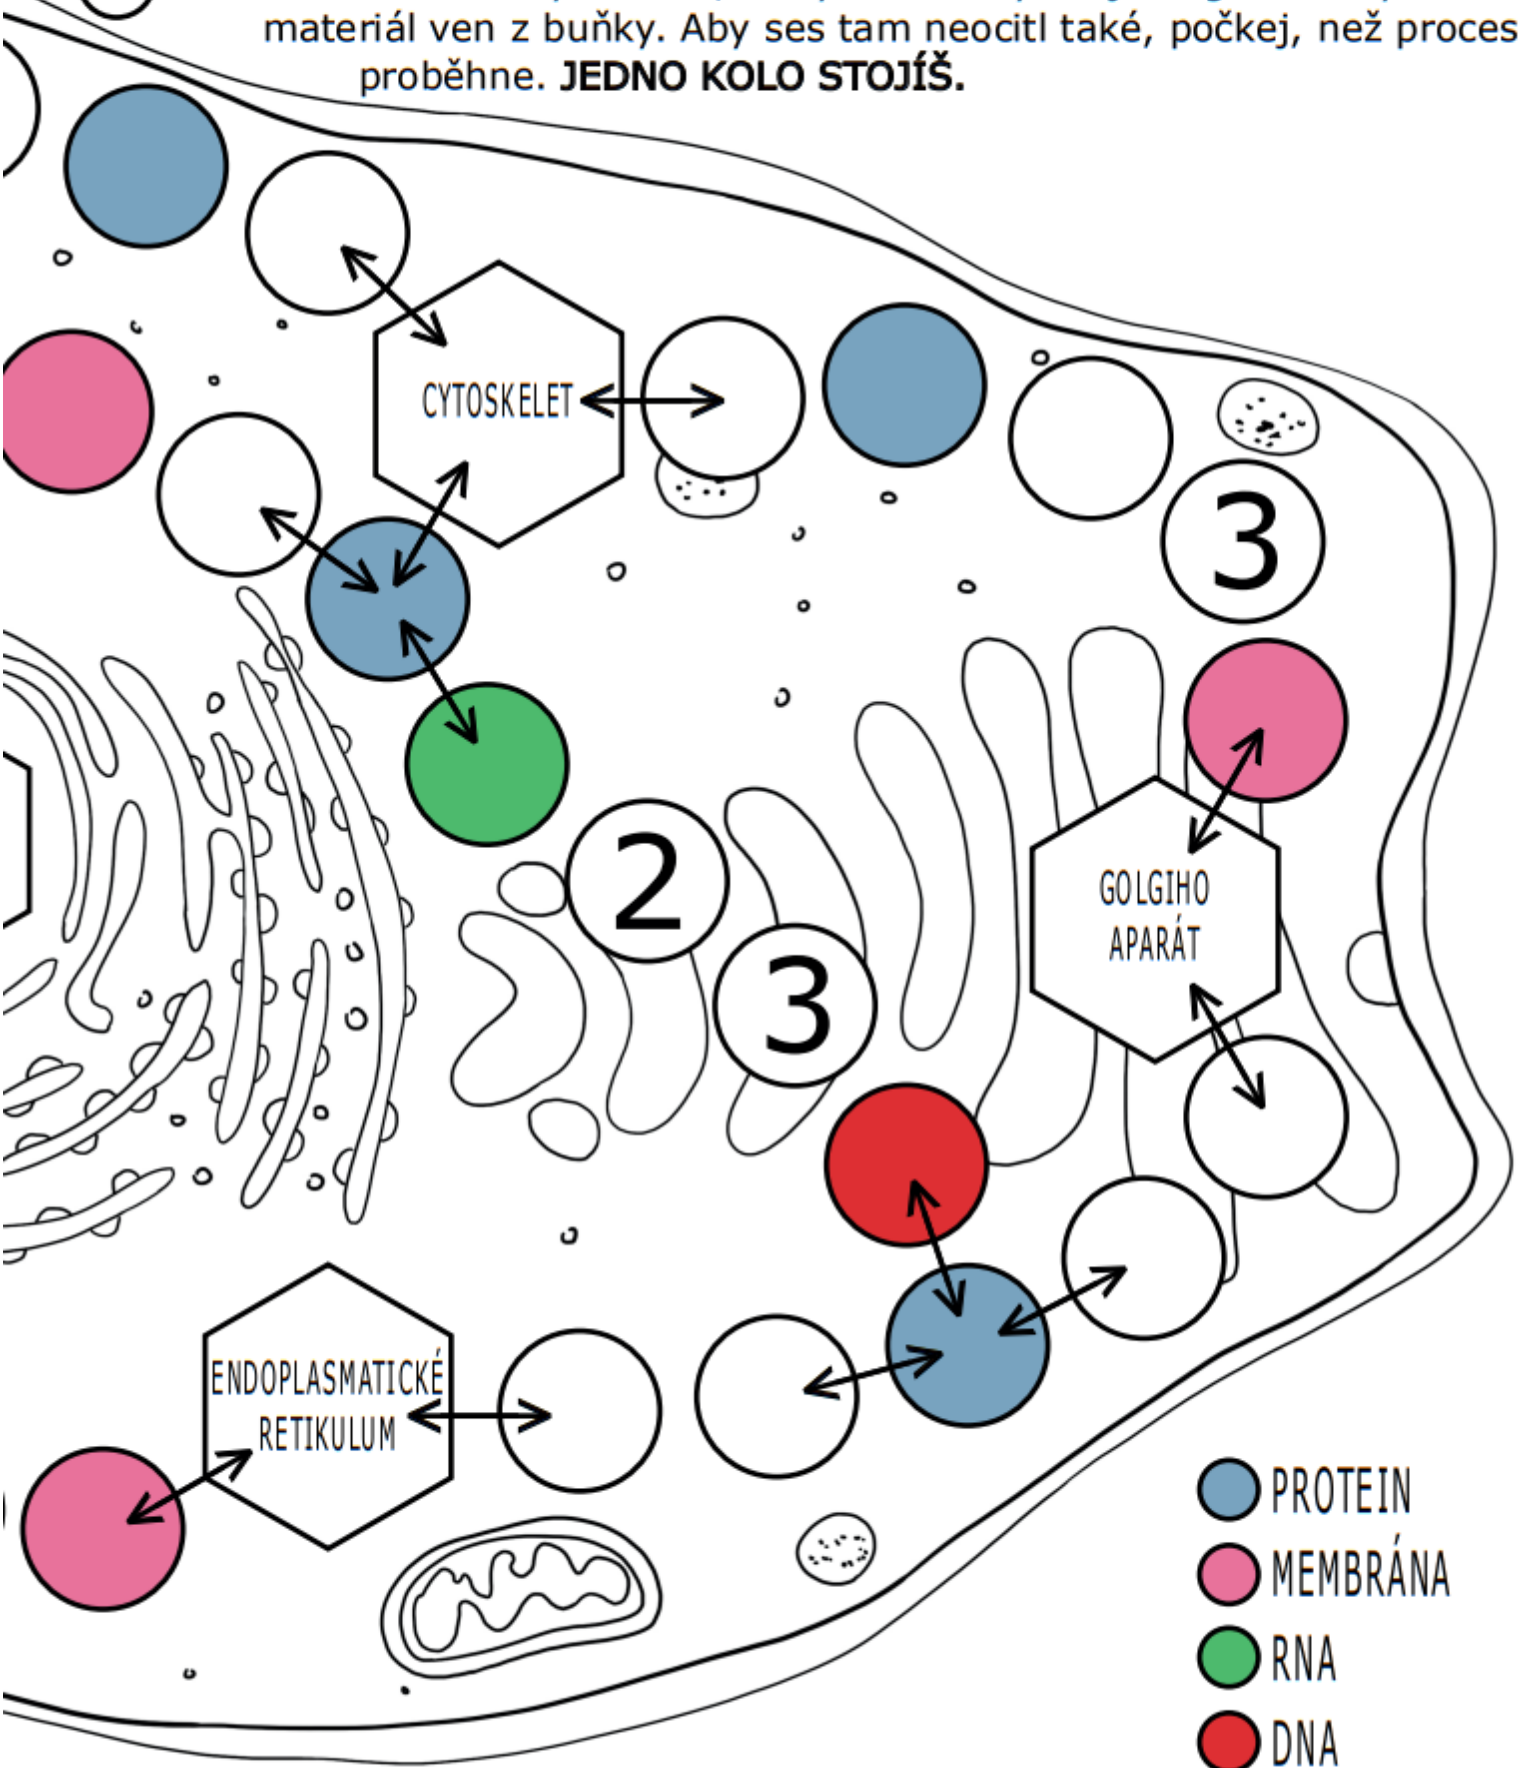 materiál ven z buňky. Aby ses tam neocitl také, počkej, než proces
proběhne. JEDNO KOLO STOJÍŠ.
CYTOSKELET
3
2
3
GOLGIHO
APARÁT
ENDOPLASMATICKÉ
RETIKULUM
PROTEIN
MEMBRÁNA
RNA
DNA